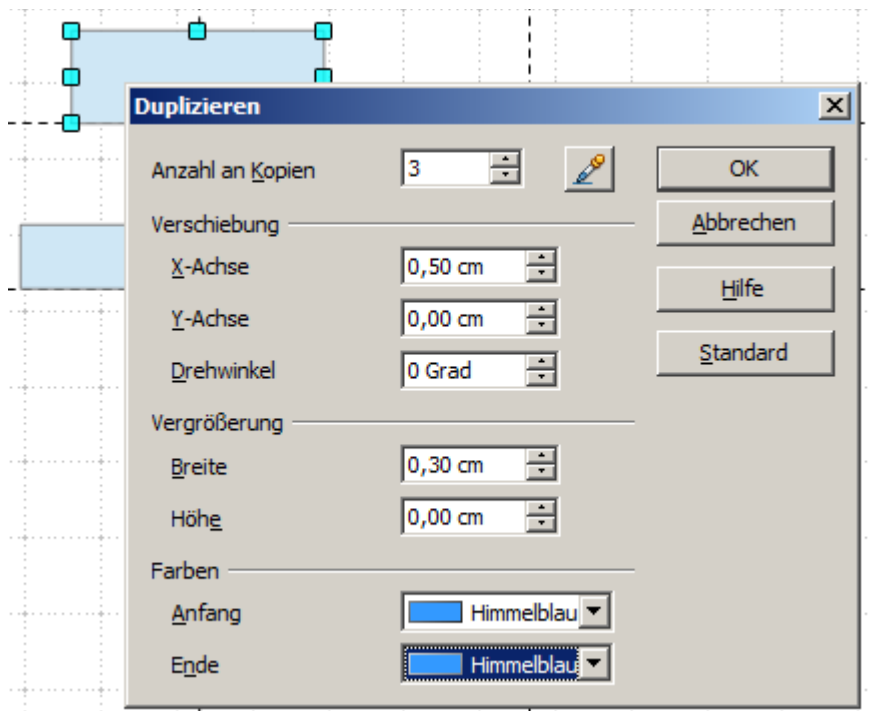 Duplizieren
Anzahl an Kopien 3 OK
Verschiebung Abbrechen
X-Achse 0,50 cm Hilfe
Y-Achse 0,00 cm
Drehwinkel 0 Grad Standard
Vergrößerung
Breite 0,30 cm
Höhe 0,00 cm
Farben
Anfang Himmelblau
Ende Himmelblau